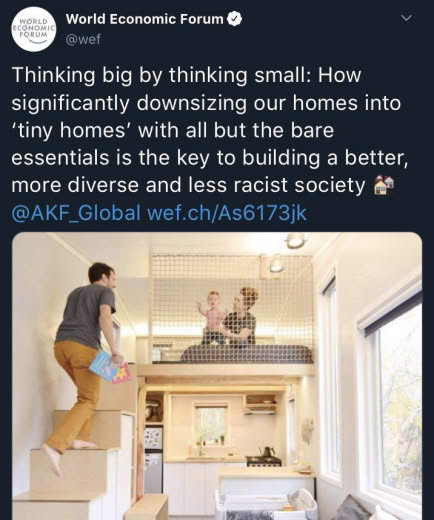 WORLD
ECONOMIC
FORUM
World Economic Forum
@wef
Thinking big by thinking small: How
significantly downsizing our homes into
‘tiny homes’ with all but the bare
essentials is the key to building a better,
more diverse and less racist society
@AKF_Global wef.ch/As6173jk